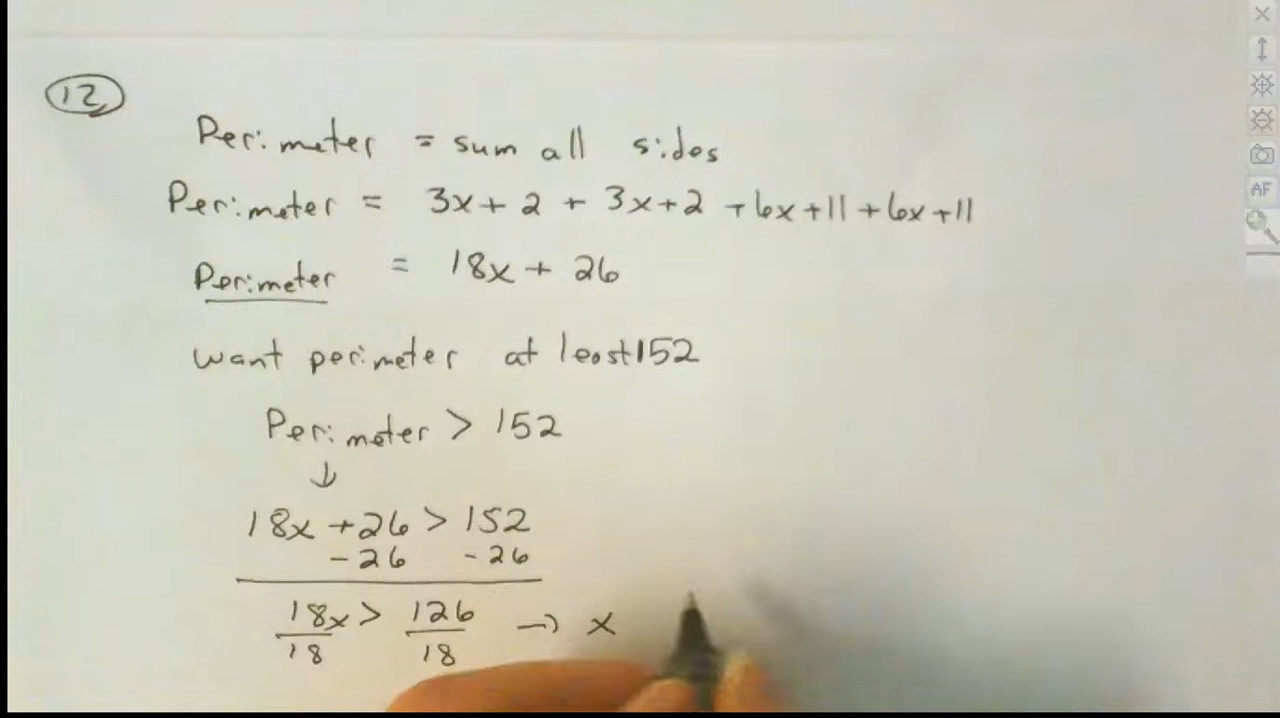 12
Perimeter = sum all sides
Perimeter = 3x + 2 + 3x + 2 + 6x + 11 + 6x + 11
Perimeter = 18x + 26
want perimeter at least 152
Perimeter > 152
↓
18x + 26 > 152
- 26 - 26
18x > 126 → x
18 18
AF